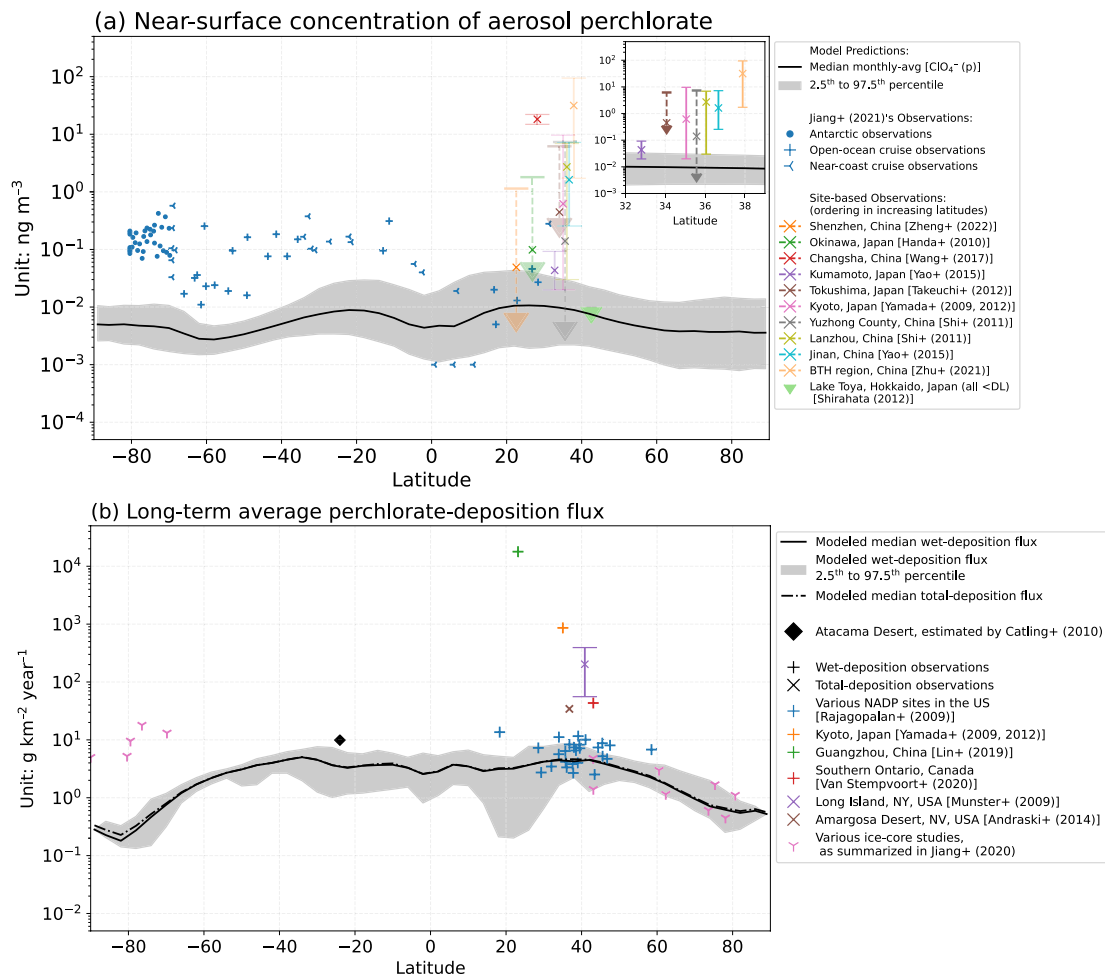 (a) Near-surface concentration of aerosol perchlorate
Unit: ng m⁻³
10²
10¹
10⁰
10⁻¹
10⁻²
10⁻³
10⁻⁴
−80 −60 −40 −20 0 20 40 60 80
Latitude
10²
10¹
10⁰
10⁻¹
10⁻²
10⁻³
32 34 36 38
Latitude
Model Predictions:
Median monthly-avg [ClO₄⁻ (p)]
2.5ᵗʰ to 97.5ᵗʰ percentile
Jiang+ (2021)'s Observations:
Antarctic observations
Open-ocean cruise observations
Near-coast cruise observations
Site-based Observations:
(ordering in increasing latitudes)
Shenzhen, China [Zheng+ (2022)]
Okinawa, Japan [Handa+ (2010)]
Changsha, China [Wang+ (2017)]
Kumamoto, Japan [Yao+ (2015)]
Tokushima, Japan [Takeuchi+ (2012)]
Kyoto, Japan [Yamada+ (2009, 2012)]
Yuzhong County, China [Shi+ (2011)]
Lanzhou, China [Shi+ (2011)]
Jinan, China [Yao+ (2015)]
BTH region, China [Zhu+ (2021)]
Lake Toya, Hokkaido, Japan (all <DL)
[Shirahata (2012)]
(b) Long-term average perchlorate-deposition flux
Unit: g km⁻² year⁻¹
10⁴
10³
10²
10¹
10⁰
10⁻¹
10⁻²
−80 −60 −40 −20 0 20 40 60 80
Latitude
Modeled median wet-deposition flux
Modeled wet-deposition flux
2.5ᵗʰ to 97.5ᵗʰ percentile
Modeled median total-deposition flux
Atacama Desert, estimated by Catling+ (2010)
Wet-deposition observations
Total-deposition observations
Various NADP sites in the US
[Rajagopalan+ (2009)]
Kyoto, Japan [Yamada+ (2009, 2012)]
Guangzhou, China [Lin+ (2019)]
Southern Ontario, Canada
[Van Stempvoort+ (2020)]
Long Island, NY, USA [Munster+ (2009)]
Amargosa Desert, NV, USA [Andraski+ (2014)]
Various ice-core studies,
as summarized in Jiang+ (2020)